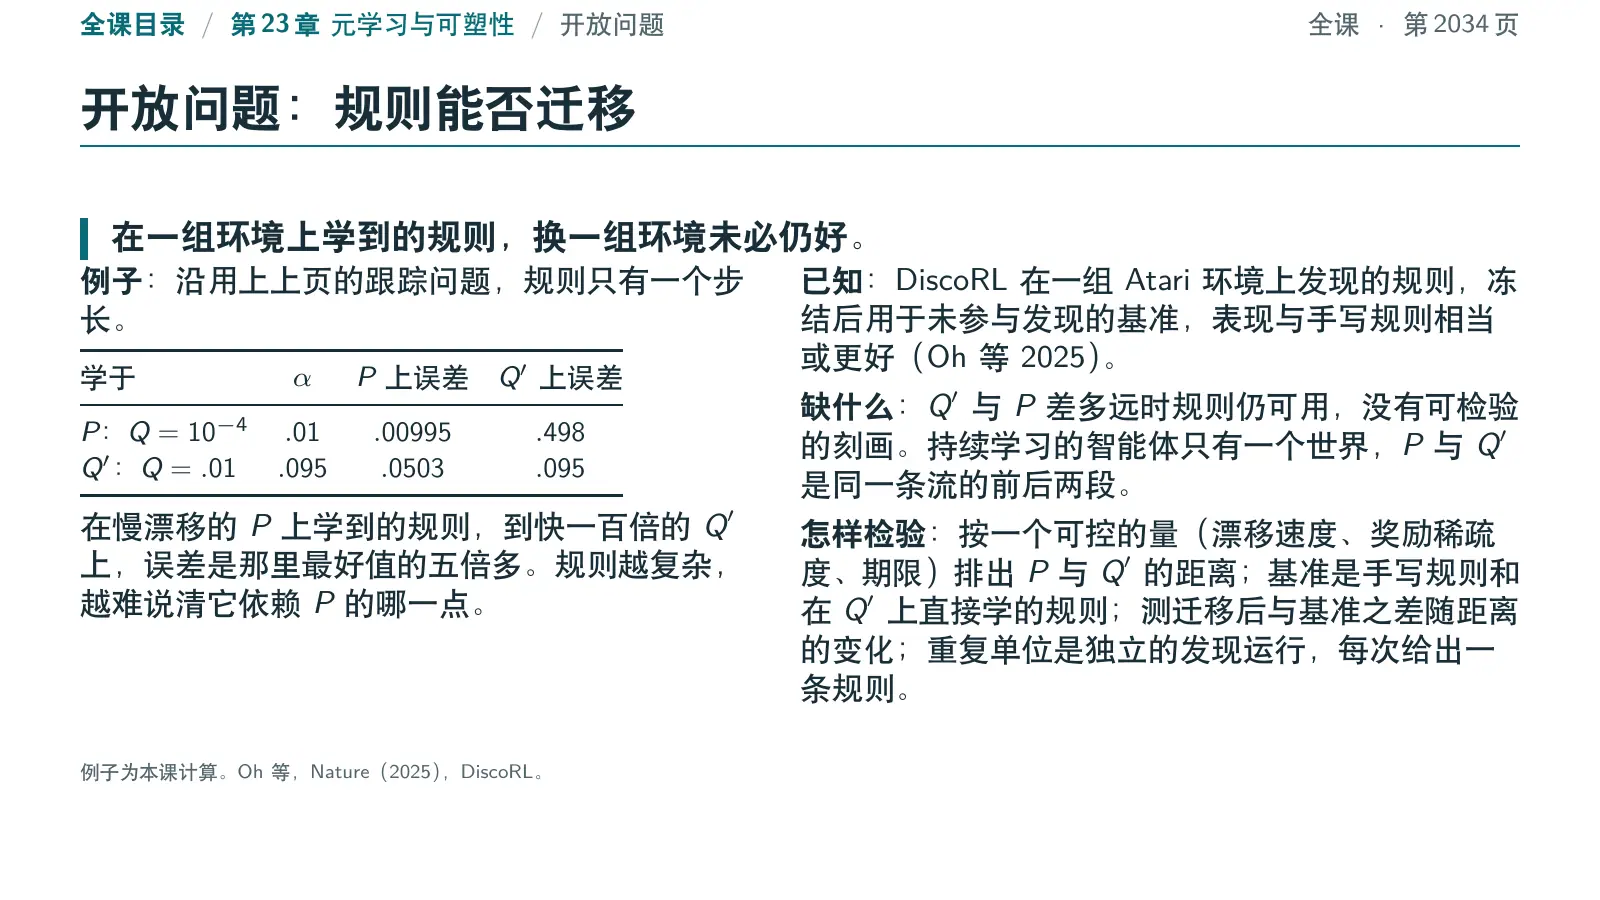 全课目录 / 第 23 章 元学习与可塑性 / 开放问题
全课 · 第 2034 页
开放问题：规则能否迁移
在一组环境上学到的规则，换一组环境未必仍好。
例子：沿用上上页的跟踪问题，规则只有一个步
长。
学于 α P 上误差 Q′ 上误差
P：Q = 10⁻⁴ .01 .00995 .498
Q′：Q = .01 .095 .0503 .095
在慢漂移的 P 上学到的规则，到快一百倍的 Q′
上，误差是那里最好值的五倍多。规则越复杂，
越难说清它依赖 P 的哪一点。
已知：DiscoRL 在一组 Atari 环境上发现的规则，冻
结后用于未参与发现的基准，表现与手写规则相当
或更好（Oh 等 2025）。
缺什么：Q′ 与 P 差多远时规则仍可用，没有可检验
的刻画。持续学习的智能体只有一个世界，P 与 Q′
是同一条流的前后两段。
怎样检验：按一个可控的量（漂移速度、奖励稀疏
度、期限）排出 P 与 Q′ 的距离；基准是手写规则和
在 Q′ 上直接学的规则；测迁移后与基准之差随距离
的变化；重复单位是独立的发现运行，每次给出一
条规则。
例子为本课计算。Oh 等，Nature（2025），DiscoRL。